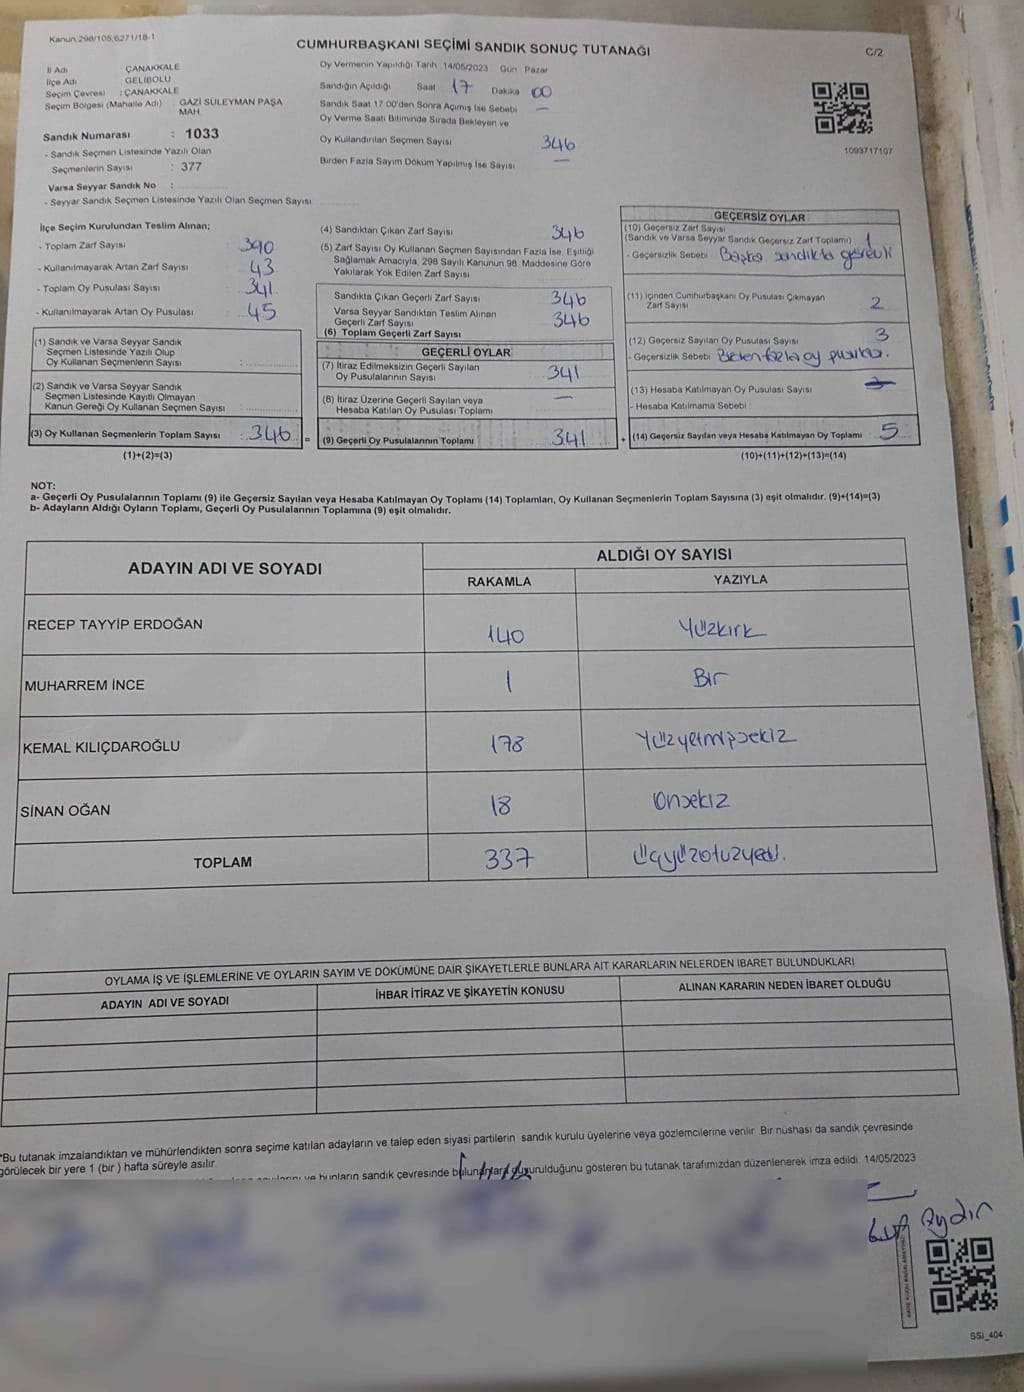 Kanun.298/105,6271/18-1
CUMHURBAŞKANI SEÇİMİ SANDIK SONUÇ TUTANAĞI
C/2
İl Adı : ÇANAKKALE
İlçe Adı : GELİBOLU
Seçim Çevresi : ÇANAKKALE
Seçim Bölgesi (Mahalle Adı) : GAZİ SÜLEYMAN PAŞA MAH.
Sandık Numarası : 1033
- Sandık Seçmen Listesinde Yazılı Olan
Seçmenlerin Sayısı : 377
Varsa Seyyar Sandık No :
- Seyyar Sandık Seçmen Listesinde Yazılı Olan Seçmen Sayısı
Oy Vermenin Yapıldığı Tarih 14/05/2023 Gün Pazar
Sandığın Açıldığı Saat 17 Dakika 00
Sandık Saat 17:00'den Sonra Açılmış İse Sebebi —
Oy Verme Saati Bitiminde Sırada Bekleyen ve
Oy Kullandırılan Seçmen Sayısı 346
Birden Fazla Sayım Döküm Yapılmış İse Sayısı —
1093717107
İlçe Seçim Kurulundan Teslim Alınan;
- Toplam Zarf Sayısı 390
- Kullanılmayarak Artan Zarf Sayısı 43
- Toplam Oy Pusulası Sayısı 341
- Kullanılmayarak Artan Oy Pusulası 45
(1) Sandık ve Varsa Seyyar Sandık
Seçmen Listesinde Yazılı Olup
Oy Kullanan Seçmenlerin Sayısı :
(2) Sandık ve Varsa Seyyar Sandık
Seçmen Listesinde Kayıtlı Olmayan
Kanun Gereği Oy Kullanan Seçmen Sayısı :
(3) Oy Kullanan Seçmenlerin Toplam Sayısı : 346 =
(1)+(2)=(3)
(4) Sandıktan Çıkan Zarf Sayısı 346
(5) Zarf Sayısı Oy Kullanan Seçmen Sayısından Fazla İse, Eşitliği
Sağlamak Amacıyla, 298 Sayılı Kanunun 98. Maddesine Göre
Yakılarak Yok Edilen Zarf Sayısı
Sandıkta Çıkan Geçerli Zarf Sayısı 346
Varsa Seyyar Sandıktan Teslim Alınan
Geçerli Zarf Sayısı 346
(6) Toplam Geçerli Zarf Sayısı
GEÇERLİ OYLAR
(7) İtiraz Edilmeksizin Geçerli Sayılan
Oy Pusulalarının Sayısı 341
(8) İtiraz Üzerine Geçerli Sayılan veya
Hesaba Katılan Oy Pusulası Toplamı —
(9) Geçerli Oy Pusulalarının Toplamı 341 +
GEÇERSİZ OYLAR
(10) Geçersiz Zarf Sayısı
(Sandık ve Varsa Seyyar Sandık Geçersiz Zarf Toplamı) 1
- Geçersizlik Sebebi Başka sandıkta görevli
(11) İçinden Cumhurbaşkanı Oy Pusulası Çıkmayan
Zarf Sayısı 2
(12) Geçersiz Sayılan Oy Pusulası Sayısı 3
- Geçersizlik Sebebi Birden fazla oy pusulası.
(13) Hesaba Katılmayan Oy Pusulası Sayısı
- Hesaba Katılmama Sebebi
(14) Geçersiz Sayılan veya Hesaba Katılmayan Oy Toplamı : 5
(10)+(11)+(12)+(13)=(14)
NOT:
a- Geçerli Oy Pusulalarının Toplamı (9) ile Geçersiz Sayılan veya Hesaba Katılmayan Oy Toplamı (14) Toplamları, Oy Kullanan Seçmenlerin Toplam Sayısına (3) eşit olmalıdır. (9)+(14)=(3)
b- Adayların Aldığı Oyların Toplamı, Geçerli Oy Pusulalarının Toplamına (9) eşit olmalıdır.
ADAYIN ADI VE SOYADI
ALDIĞI OY SAYISI
RAKAMLA YAZIYLA
RECEP TAYYİP ERDOĞAN 140 Yüzkırk
MUHARREM İNCE 1 Bir
KEMAL KILIÇDAROĞLU 178 Yüzyetmişsekiz
SİNAN OĞAN 18 Onsekiz
TOPLAM 337 Üçyüzotuzyedi.
OYLAMA İŞ VE İŞLEMLERİNE VE OYLARIN SAYIM VE DÖKÜMÜNE DAİR ŞİKAYETLERLE BUNLARA AİT KARARLARIN NELERDEN İBARET BULUNDUKLARI
ADAYIN ADI VE SOYADI İHBAR İTİRAZ VE ŞİKAYETİN KONUSU ALINAN KARARIN NEDEN İBARET OLDUĞU
*Bu tutanak imzalandıktan ve mühürlendikten sonra seçime katılan adayların ve talep eden siyasi partilerin sandık kurulu üyelerine veya gözlemcilerine verilir. Bir nüshası da sandık çevresinde
görülecek bir yere 1 (bir) hafta süreyle asılır.
ve bunların sandık çevresinde bulunanlara duyurulduğunu gösteren bu tutanak tarafımızdan düzenlenerek imza edildi. 14/05/2023
Aydın
SSI_404